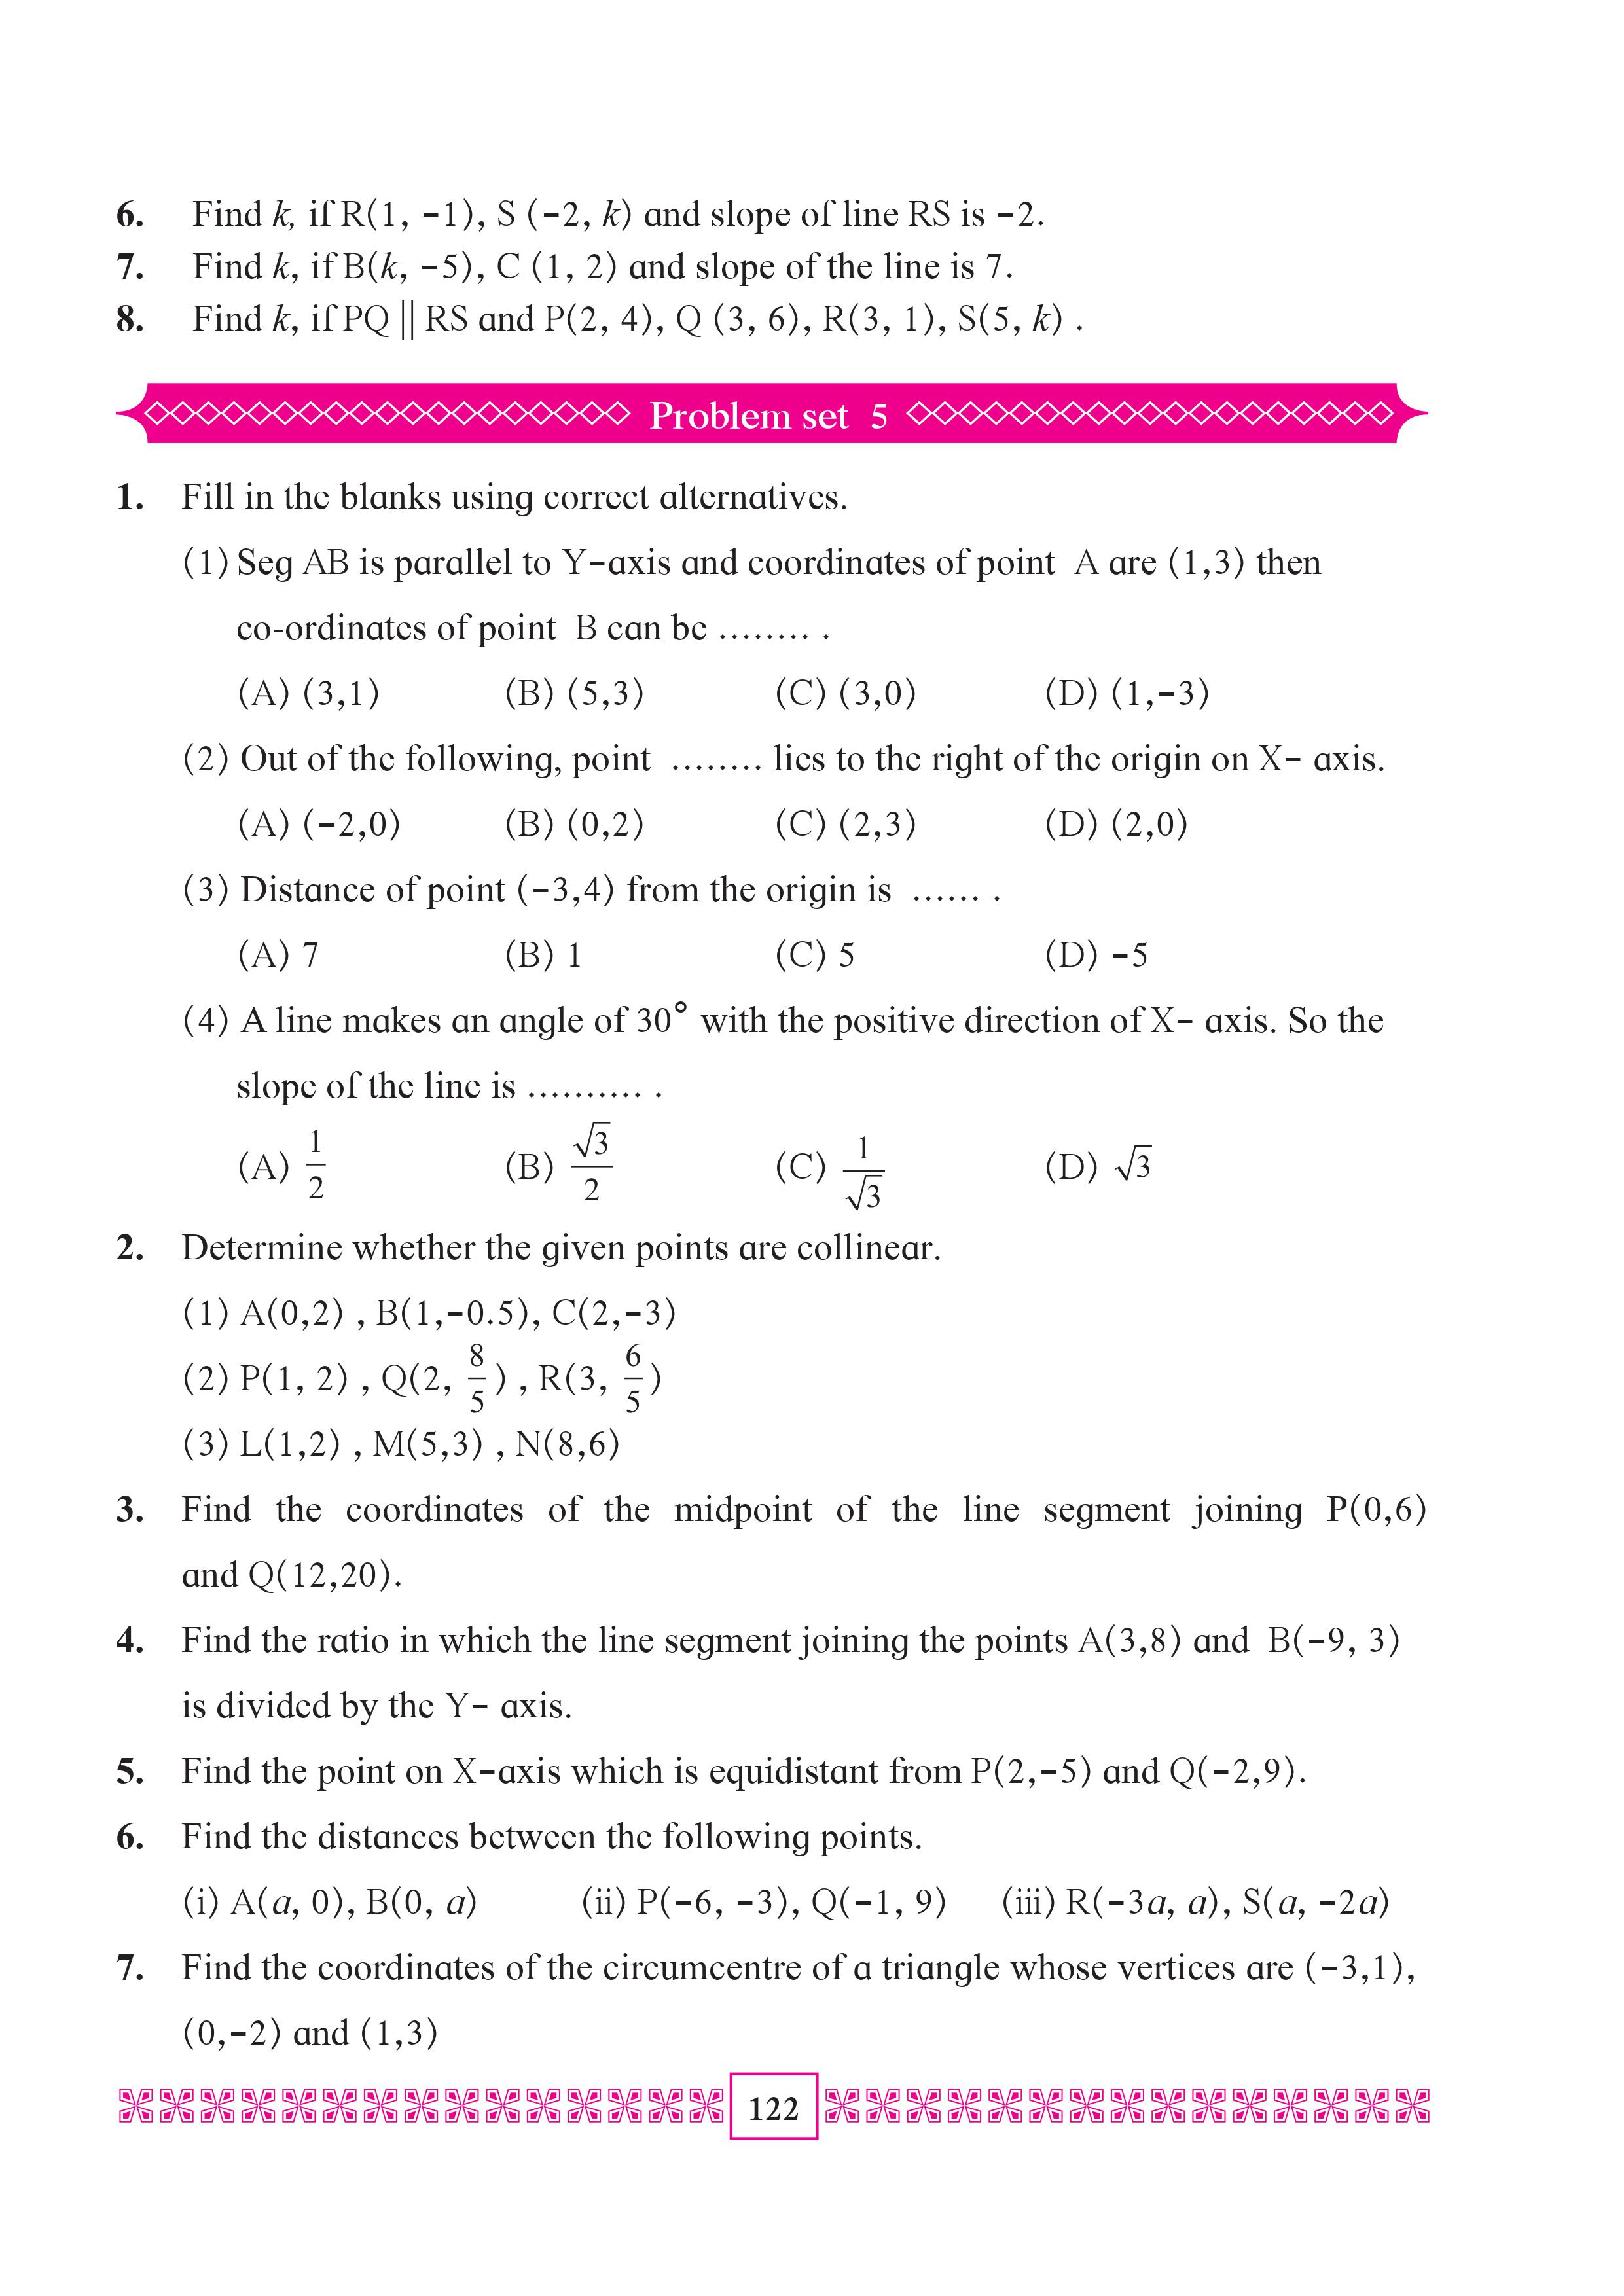 6. Find k, if R(1, -1), S (-2, k) and slope of line RS is -2.
7. Find k, if B(k, -5), C (1, 2) and slope of the line is 7.
8. Find k, if PQ || RS and P(2, 4), Q (3, 6), R(3, 1), S(5, k) .
Problem set 5
1. Fill in the blanks using correct alternatives.
(1) Seg AB is parallel to Y-axis and coordinates of point A are (1,3) then
co-ordinates of point B can be ........ .
(A) (3,1) (B) (5,3) (C) (3,0) (D) (1,-3)
(2) Out of the following, point ........ lies to the right of the origin on X- axis.
(A) (-2,0) (B) (0,2) (C) (2,3) (D) (2,0)
(3) Distance of point (-3,4) from the origin is ...... .
(A) 7 (B) 1 (C) 5 (D) -5
(4) A line makes an angle of 30° with the positive direction of X- axis. So the
slope of the line is .......... .
(A) 1/2 (B) √3/2 (C) 1/√3 (D) √3
2. Determine whether the given points are collinear.
(1) A(0,2) , B(1,-0.5), C(2,-3)
(2) P(1, 2) , Q(2, 8/5) , R(3, 6/5)
(3) L(1,2) , M(5,3) , N(8,6)
3. Find the coordinates of the midpoint of the line segment joining P(0,6)
and Q(12,20).
4. Find the ratio in which the line segment joining the points A(3,8) and B(-9, 3)
is divided by the Y- axis.
5. Find the point on X-axis which is equidistant from P(2,-5) and Q(-2,9).
6. Find the distances between the following points.
(i) A(a, 0), B(0, a) (ii) P(-6, -3), Q(-1, 9) (iii) R(-3a, a), S(a, -2a)
7. Find the coordinates of the circumcentre of a triangle whose vertices are (-3,1),
(0,-2) and (1,3)
122